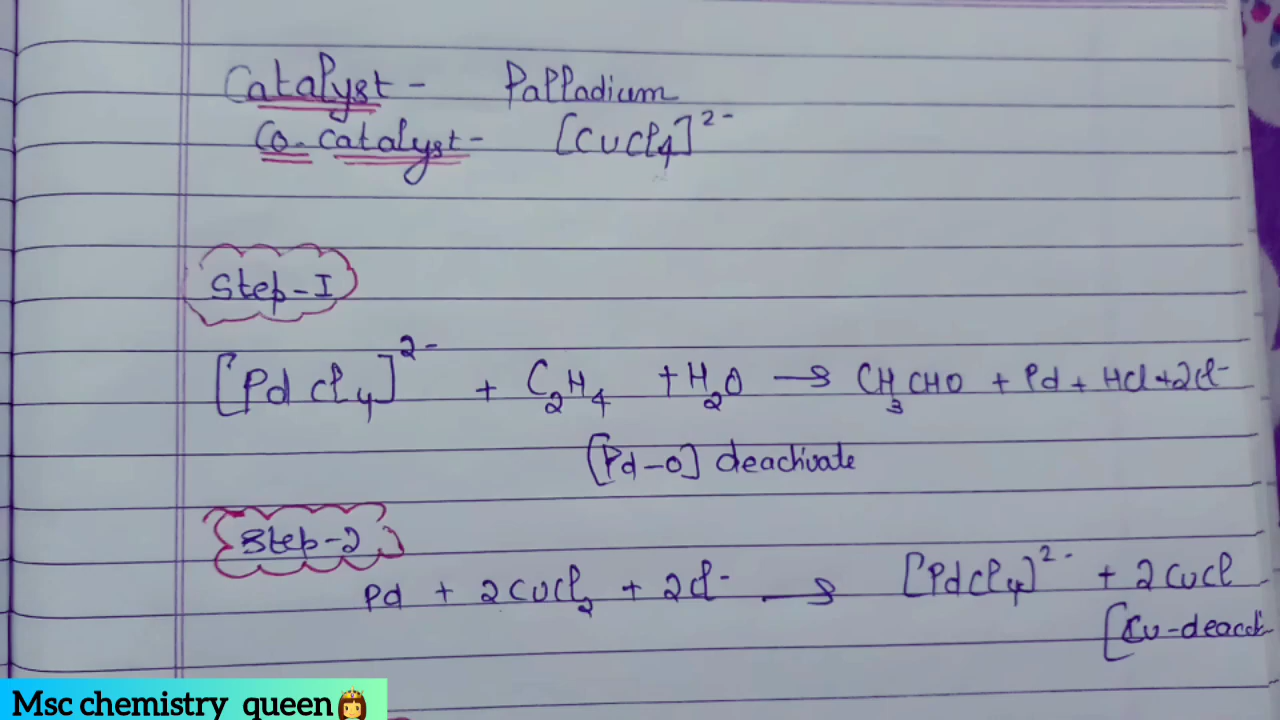 Catalyst - Palladium
Co-catalyst - [CuCl4]2-
Step-I
[PdCl4]2- + C2H4 + H2O → CH3CHO + Pd + HCl + 2Cl-
[Pd-0] deactivate
Step-2
Pd + 2CuCl2 + 2Cl- → [PdCl4]2- + 2CuCl
[Cu-deacti
Msc chemistry queen👸